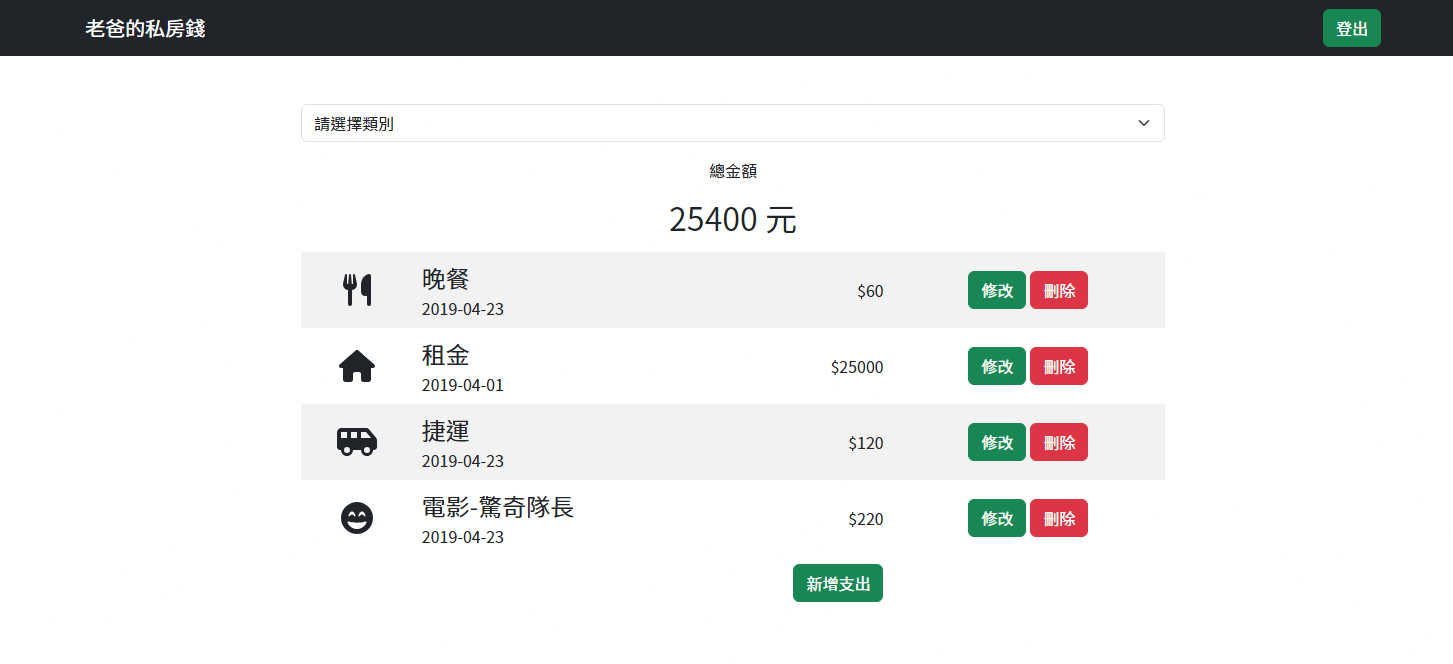 老爸的私房錢
登出
請選擇類別
總金額
25400 元
晚餐
2019-04-23
$60
修改 刪除
租金
2019-04-01
$25000
修改 刪除
捷運
2019-04-23
$120
修改 刪除
電影-驚奇隊長
2019-04-23
$220
修改 刪除
新增支出